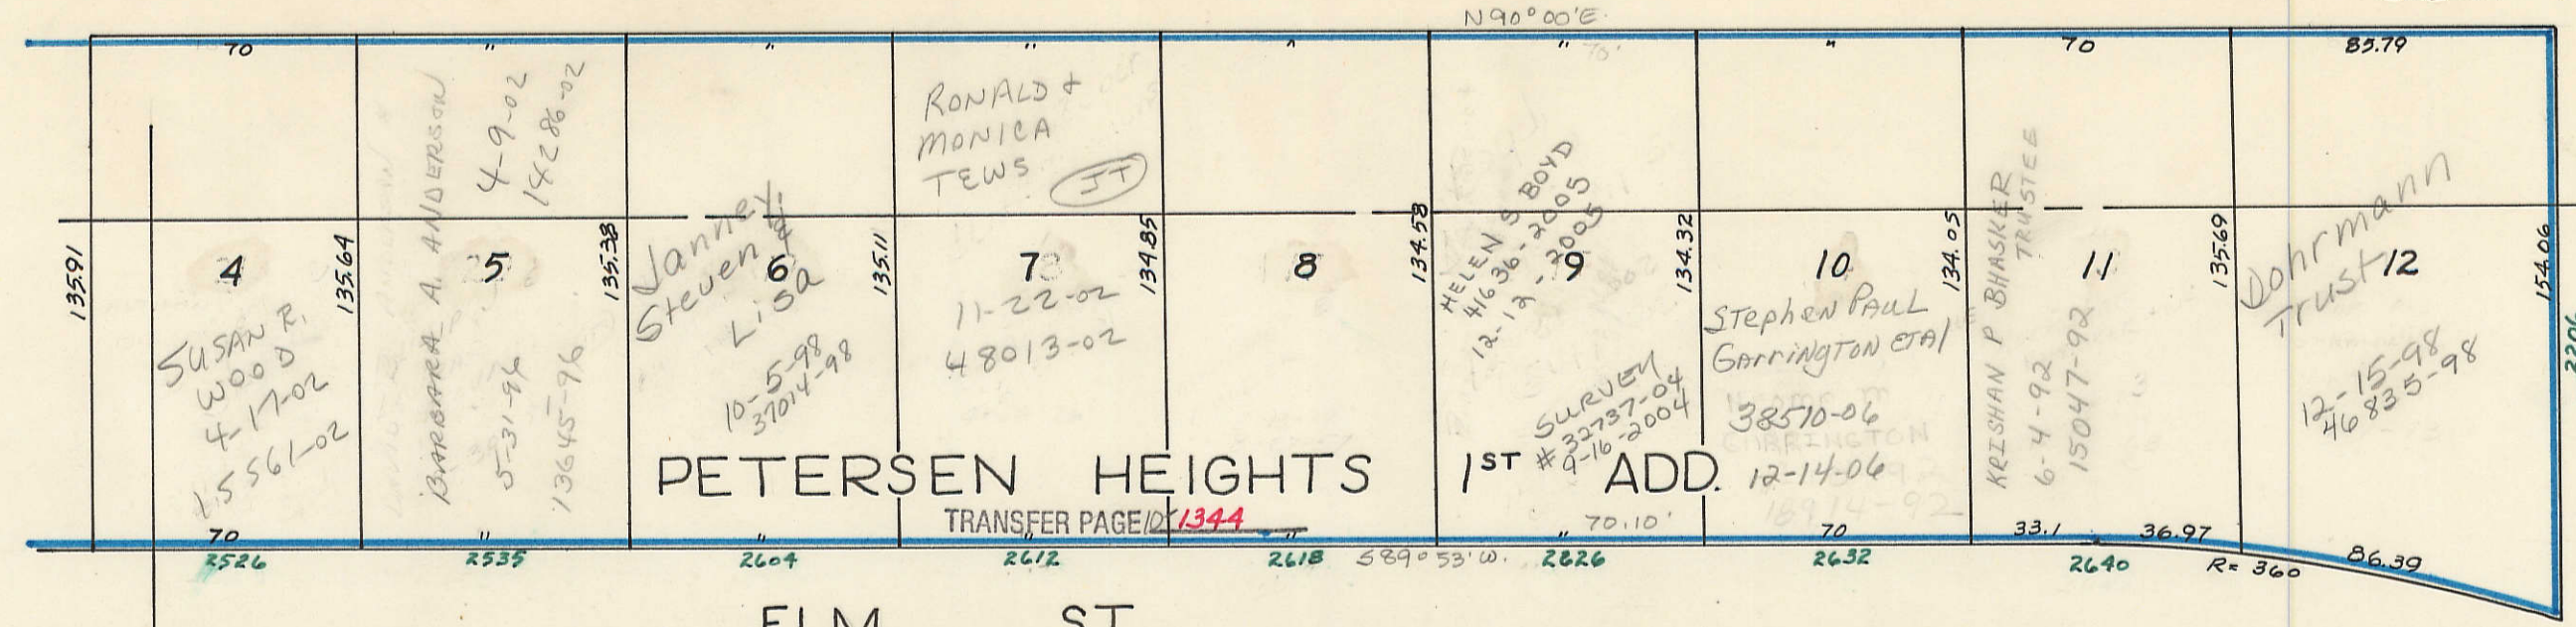 N 90° 00' E.
70 " " " " " " 70 85.79
70'
135.91
4
SUSAN R.
WOOD
4-17-02
15561-02
135.64
BARBARA A. ANDERSON
4-9-02
14286-02
5
5-31-96
13645-96
135.38
Janney
Steven &
Lisa
6
10-5-98
37014-98
135.11
RONALD &
MONICA
TEWS
JT
7
11-22-02
48013-02
134.85
8
134.58
HELEN S BOYD
41636-2005
12-12-2005
9
SURVEY
#32737-04
9-16-2004
134.32
10
Stephen PAUL
GArrington etAl
38510-06
12-14-06
CARRINGTON
134.05
KRISHAN P BHASKER
TRUSTEE
11
6-4-92
15047-92
135.69
Dohrmann
Trust
12
12-15-98
46835-98
154.06
2206
PETERSEN HEIGHTS 1ST ADD.
TRANSFER PAGE 1344
70 " " " " " 70.10' 70 33.1 36.97 86.39
2526 2535 2604 2612 2618 S 89° 53' W. 2626 2632 2640 R= 360
ELM ST